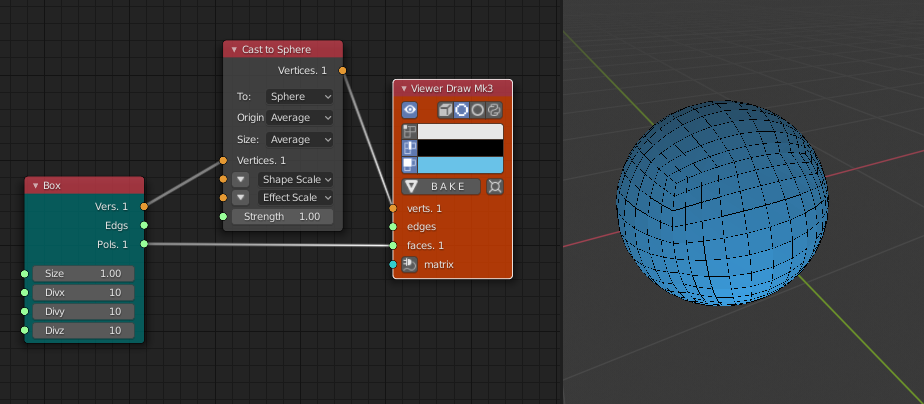 Cast to Sphere
Vertices. 1
To: Sphere
Origin Average
Size: Average
Vertices. 1
Shape Scale
Effect Scale
Strength 1.00
Viewer Draw Mk3
BAKE
verts. 1
edges
faces. 1
matrix
Box
Vers. 1
Edgs
Pols. 1
Size 1.00
Divx 10
Divy 10
Divz 10